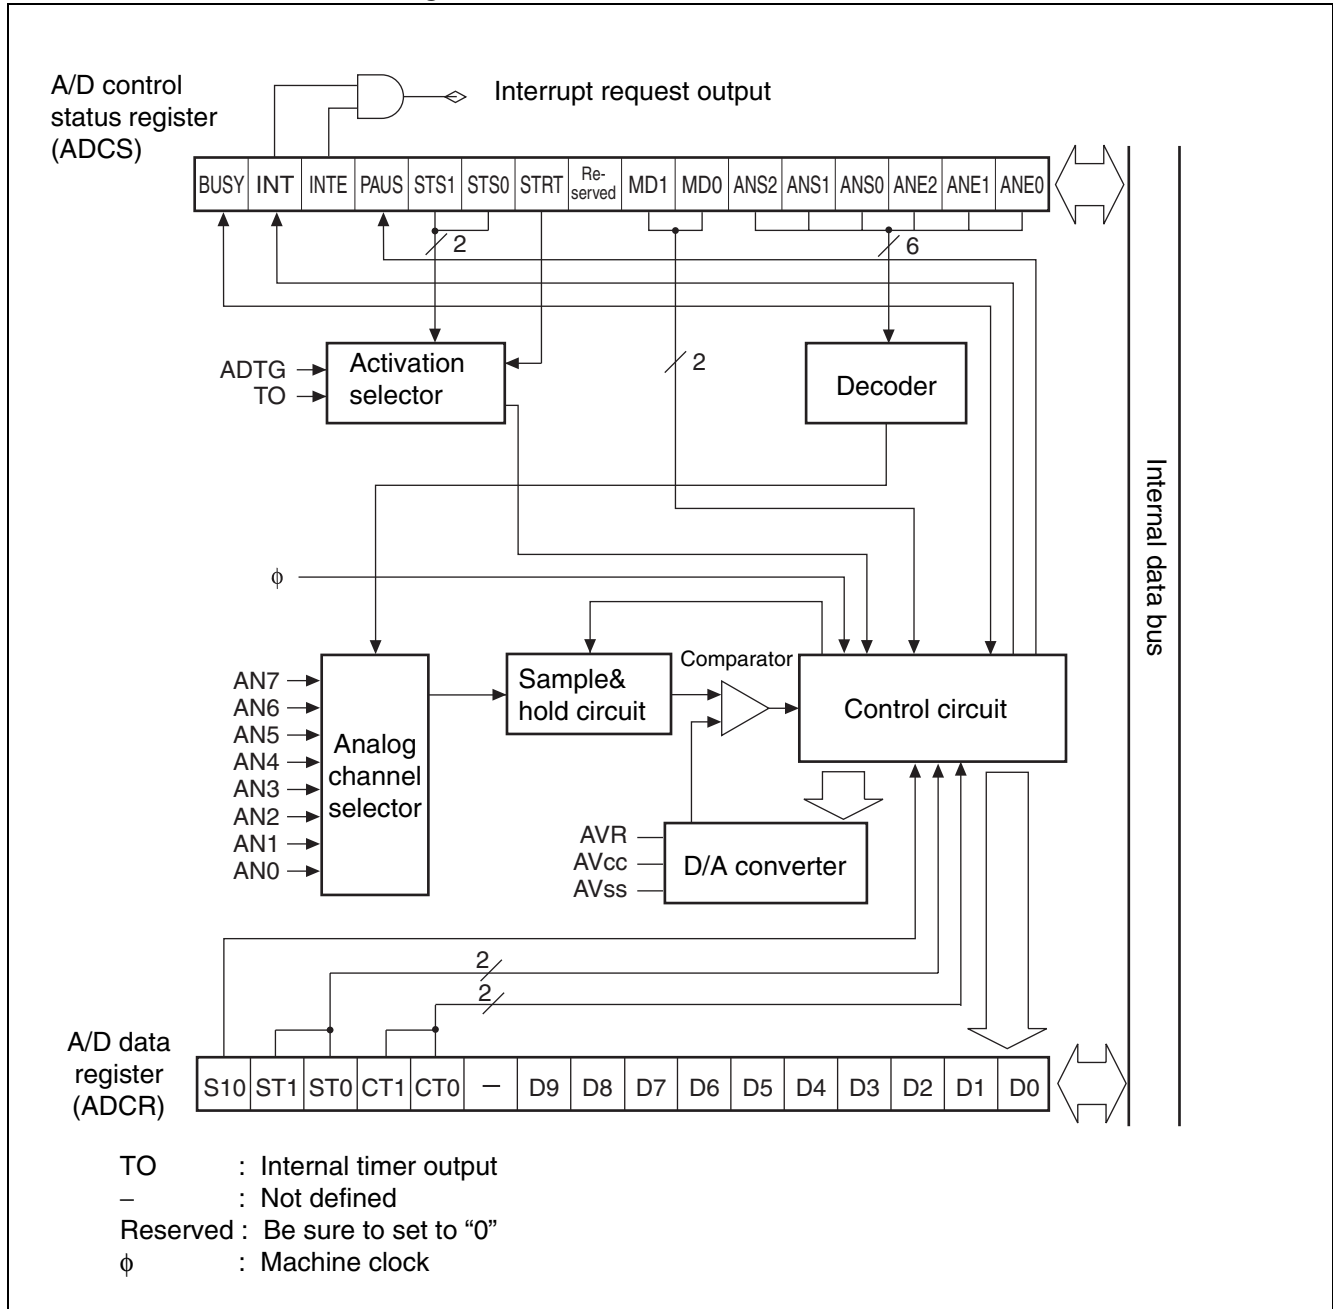 A/D control
status register
(ADCS)
Interrupt request output
BUSY INT INTE PAUS STS1 STS0 STRT Re-
served MD1 MD0 ANS2 ANS1 ANS0 ANE2 ANE1 ANE0
2
6
ADTG
TO
Activation
selector
2
Decoder
Internal data bus
ϕ
AN7
AN6
AN5
AN4
AN3
AN2
AN1
AN0
Analog
channel
selector
Sample&
hold circuit
Comparator
Control circuit
AVR
AVcc
AVss
D/A converter
2
2
A/D data
register
(ADCR)
S10 ST1 ST0 CT1 CT0 – D9 D8 D7 D6 D5 D4 D3 D2 D1 D0
TO : Internal timer output
– : Not defined
Reserved : Be sure to set to “0”
ϕ : Machine clock